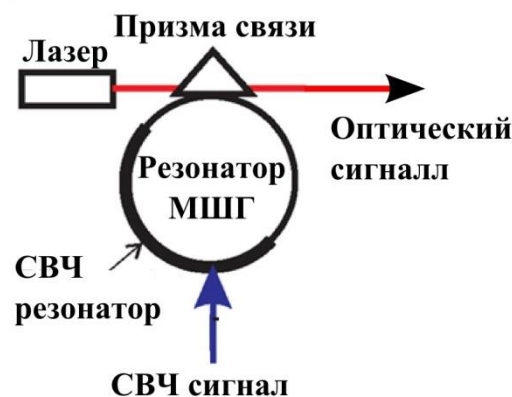 Призма связи
Лазер
Оптический
сигналл
Резонатор
МШГ
СВЧ
резонатор
СВЧ сигнал